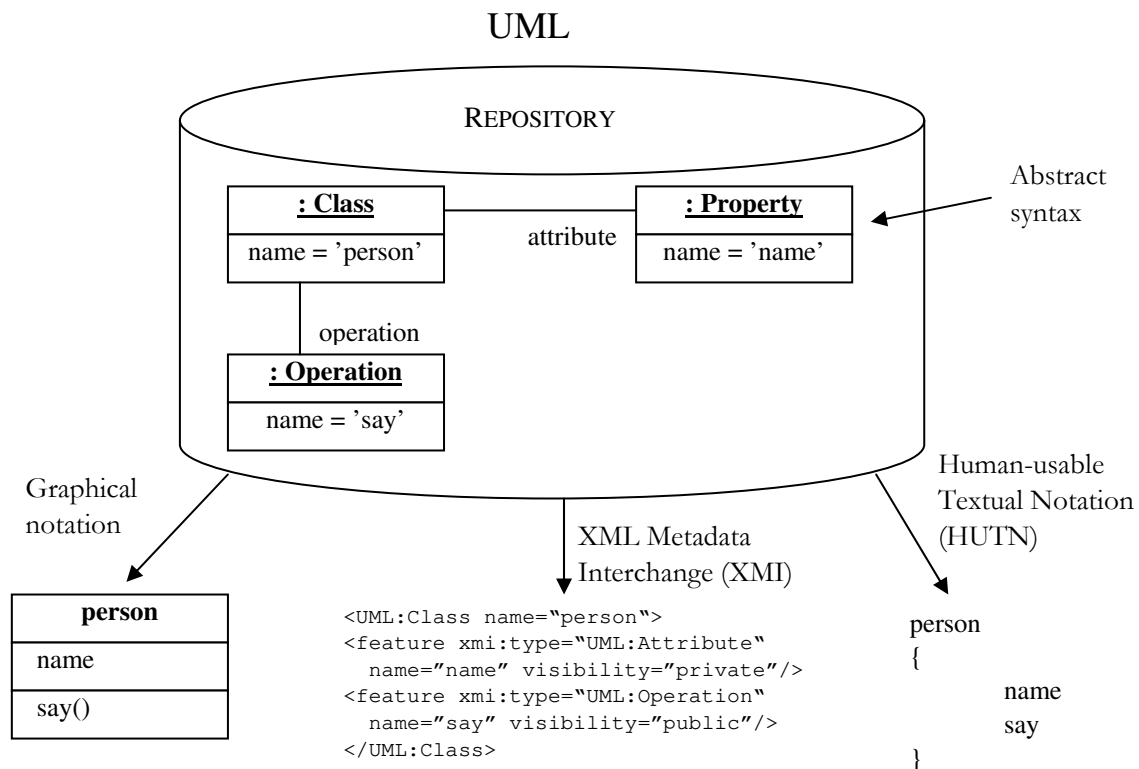 UML
REPOSITORY
Abstract
syntax
: Class
name = ’person’
attribute
: Property
name = ’name’
operation
: Operation
name = ’say’
Graphical
notation
XML Metadata
Interchange (XMI)
Human-usable
Textual Notation
(HUTN)
person
name
say()
<UML:Class name=“person“>
<feature xmi:type=“UML:Attribute“
name=”name” visibility=”private”/>
<feature xmi:type=“UML:Operation“
name=”say” visibility=”public”/>
</UML:Class>
person
{
name
say
}